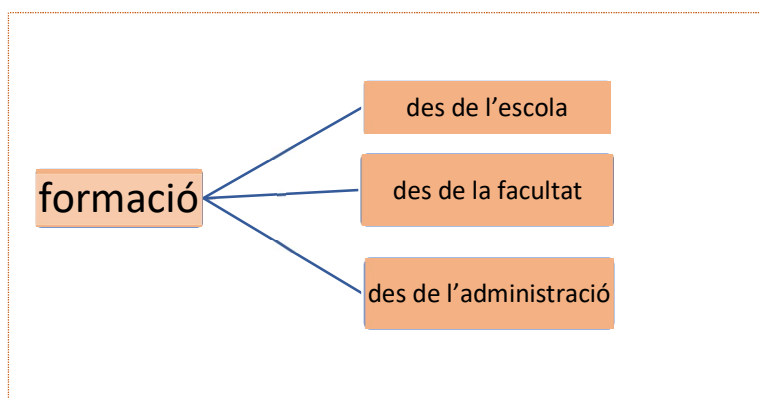 formació
des de l’escola
des de la facultat
des de l’administració